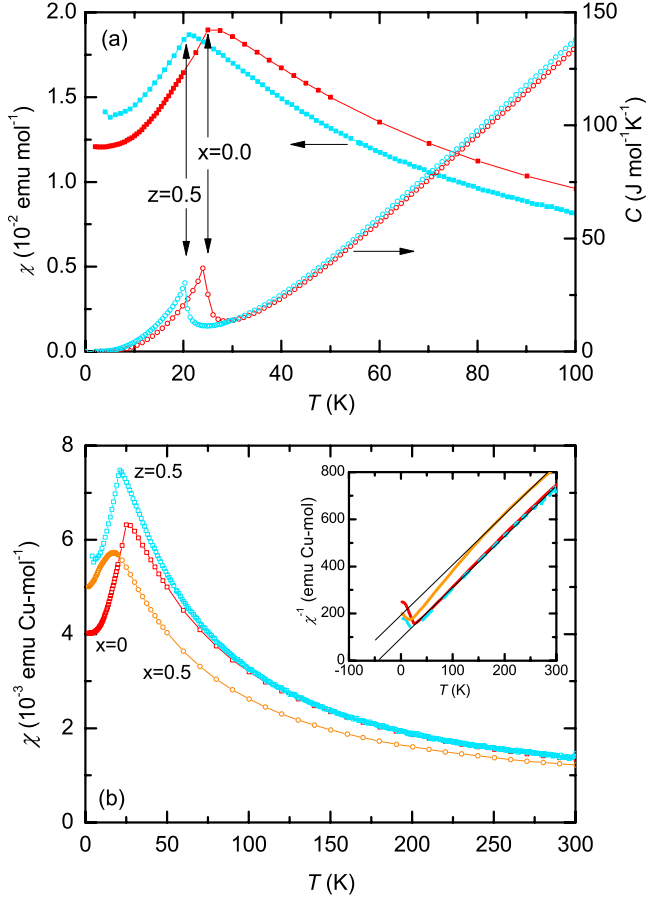 (a)
2.0
1.5
1.0
0.5
0.0
χ (10⁻² emu mol⁻¹)
150
100
50
0
C (J mol⁻¹K⁻¹)
x=0.0
z=0.5
0 20 40 60 80 100
T (K)
8
6
4
2
0
χ (10⁻³ emu Cu-mol⁻¹)
z=0.5
x=0
x=0.5
(b)
800
600
400
200
0
χ⁻¹ (emu Cu-mol)
-100 0 100 200 300
T (K)
0 50 100 150 200 250 300
T (K)